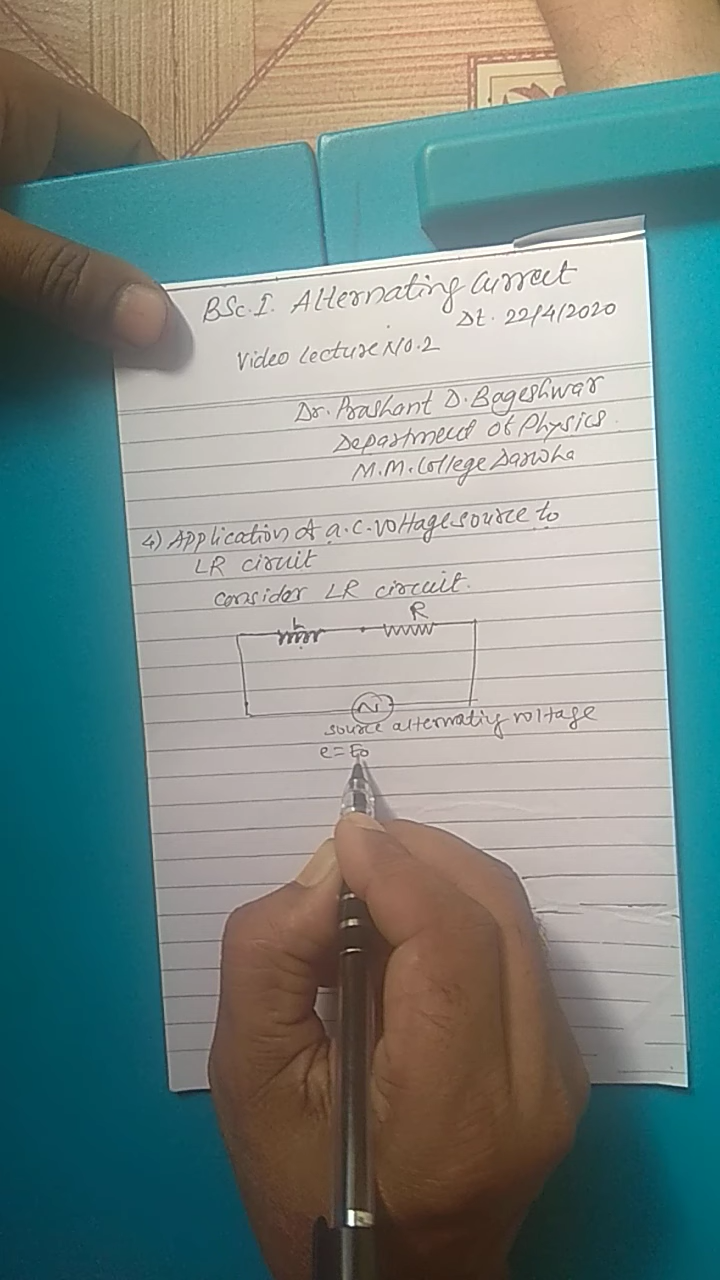 BSc. I. Alternating Current
Dt. 22/4/2020
Video Lecture No. 2
Dr. Prashant D. Bageshwar
Department of Physics
M.M. College Darwha
4) Application of a.c. voltage source to
LR ciruit
consider LR circuit.
L R
N
source alternating voltage
e = E0